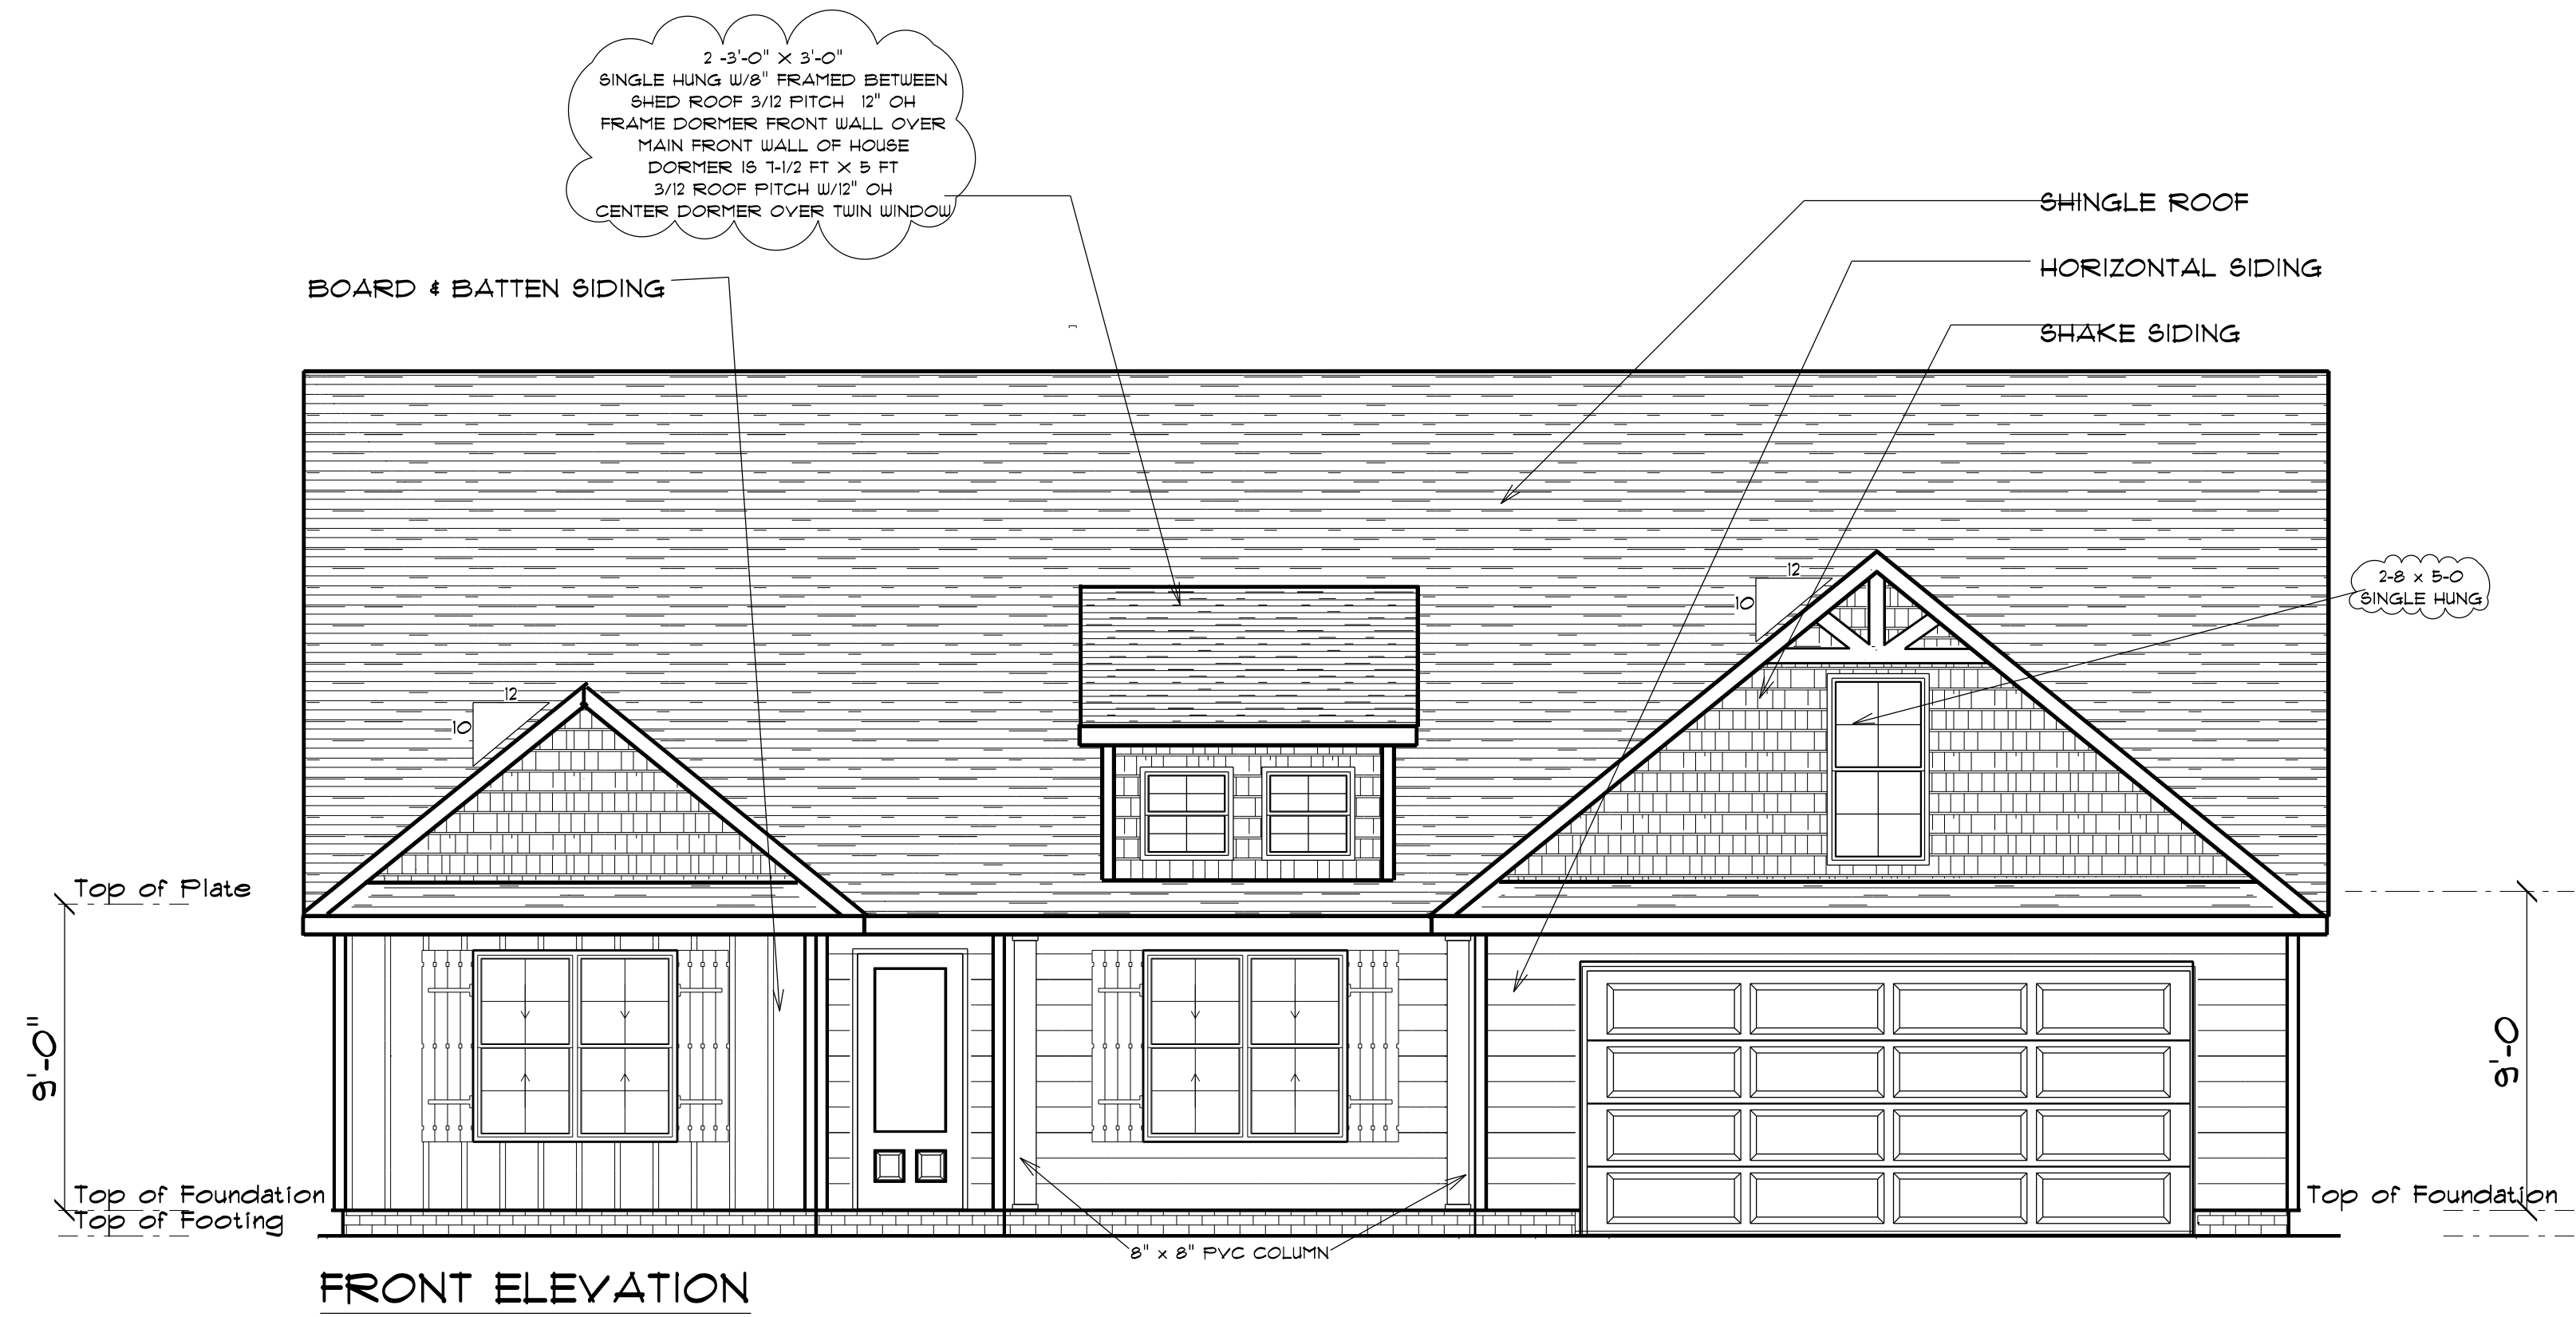 2 -3'-0" X 3'-0"
SINGLE HUNG W/8" FRAMED BETWEEN
SHED ROOF 3/12 PITCH 12" OH
FRAME DORMER FRONT WALL OVER
MAIN FRONT WALL OF HOUSE
DORMER IS 7-1/2 FT X 5 FT
3/12 ROOF PITCH W/12" OH
CENTER DORMER OVER TWIN WINDOW
SHINGLE ROOF
HORIZONTAL SIDING
BOARD & BATTEN SIDING
SHAKE SIDING
12
10
2-8 x 5-0
SINGLE HUNG
12
10
Top of Plate
9'-0"
9'-0
Top of Foundation
Top of Footing
Top of Foundation
8" x 8" PVC COLUMN
FRONT ELEVATION